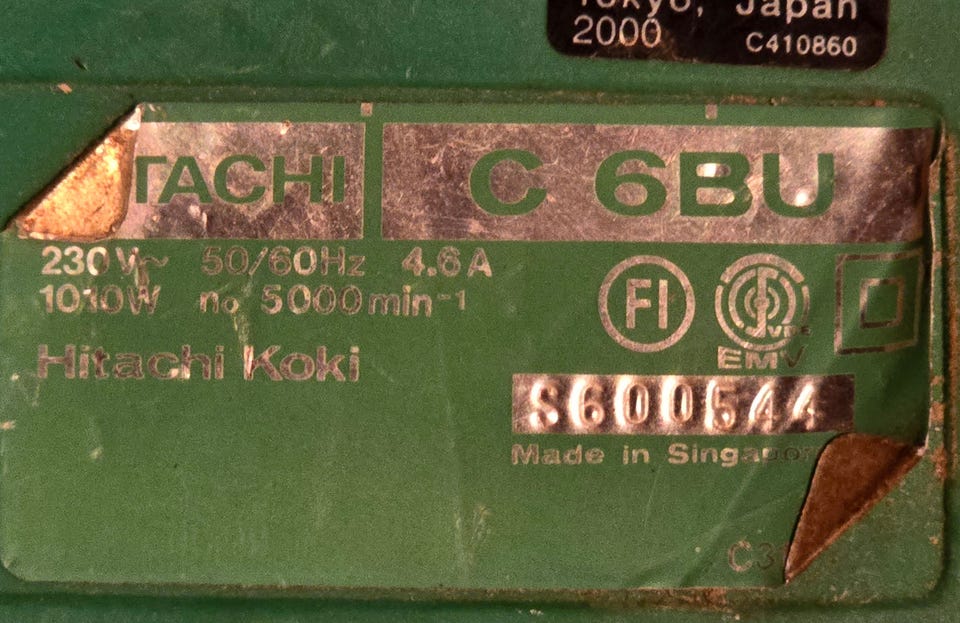 Tokyo, Japan
2000 C410860
TACHI C 6BU
230V~ 50/60Hz 4.6A
1010W no 5000min⁻¹
FI
VDE
EMV
Hitachi Koki
S600544
Made in Singapor
C3